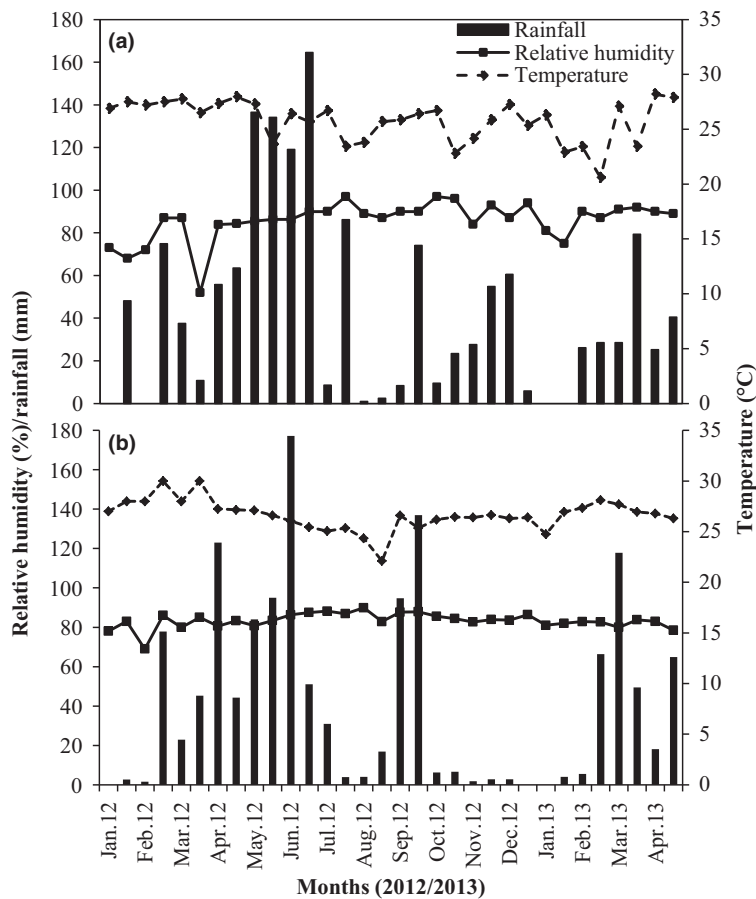 (a)
Rainfall
Relative humidity
Temperature
180
160
140
120
100
80
60
40
20
0
35
30
25
20
15
10
5
0
(b)
180
160
140
120
100
80
60
40
20
0
35
30
25
20
15
10
5
0
Relative humidity (%)/rainfall (mm)
Temperature (°C)
Jan.12
Feb.12
Mar.12
Apr.12
May.12
Jun.12
Jul.12
Aug.12
Sep.12
Oct.12
Nov.12
Dec.12
Jan.13
Feb.13
Mar.13
Apr.13
Months (2012/2013)